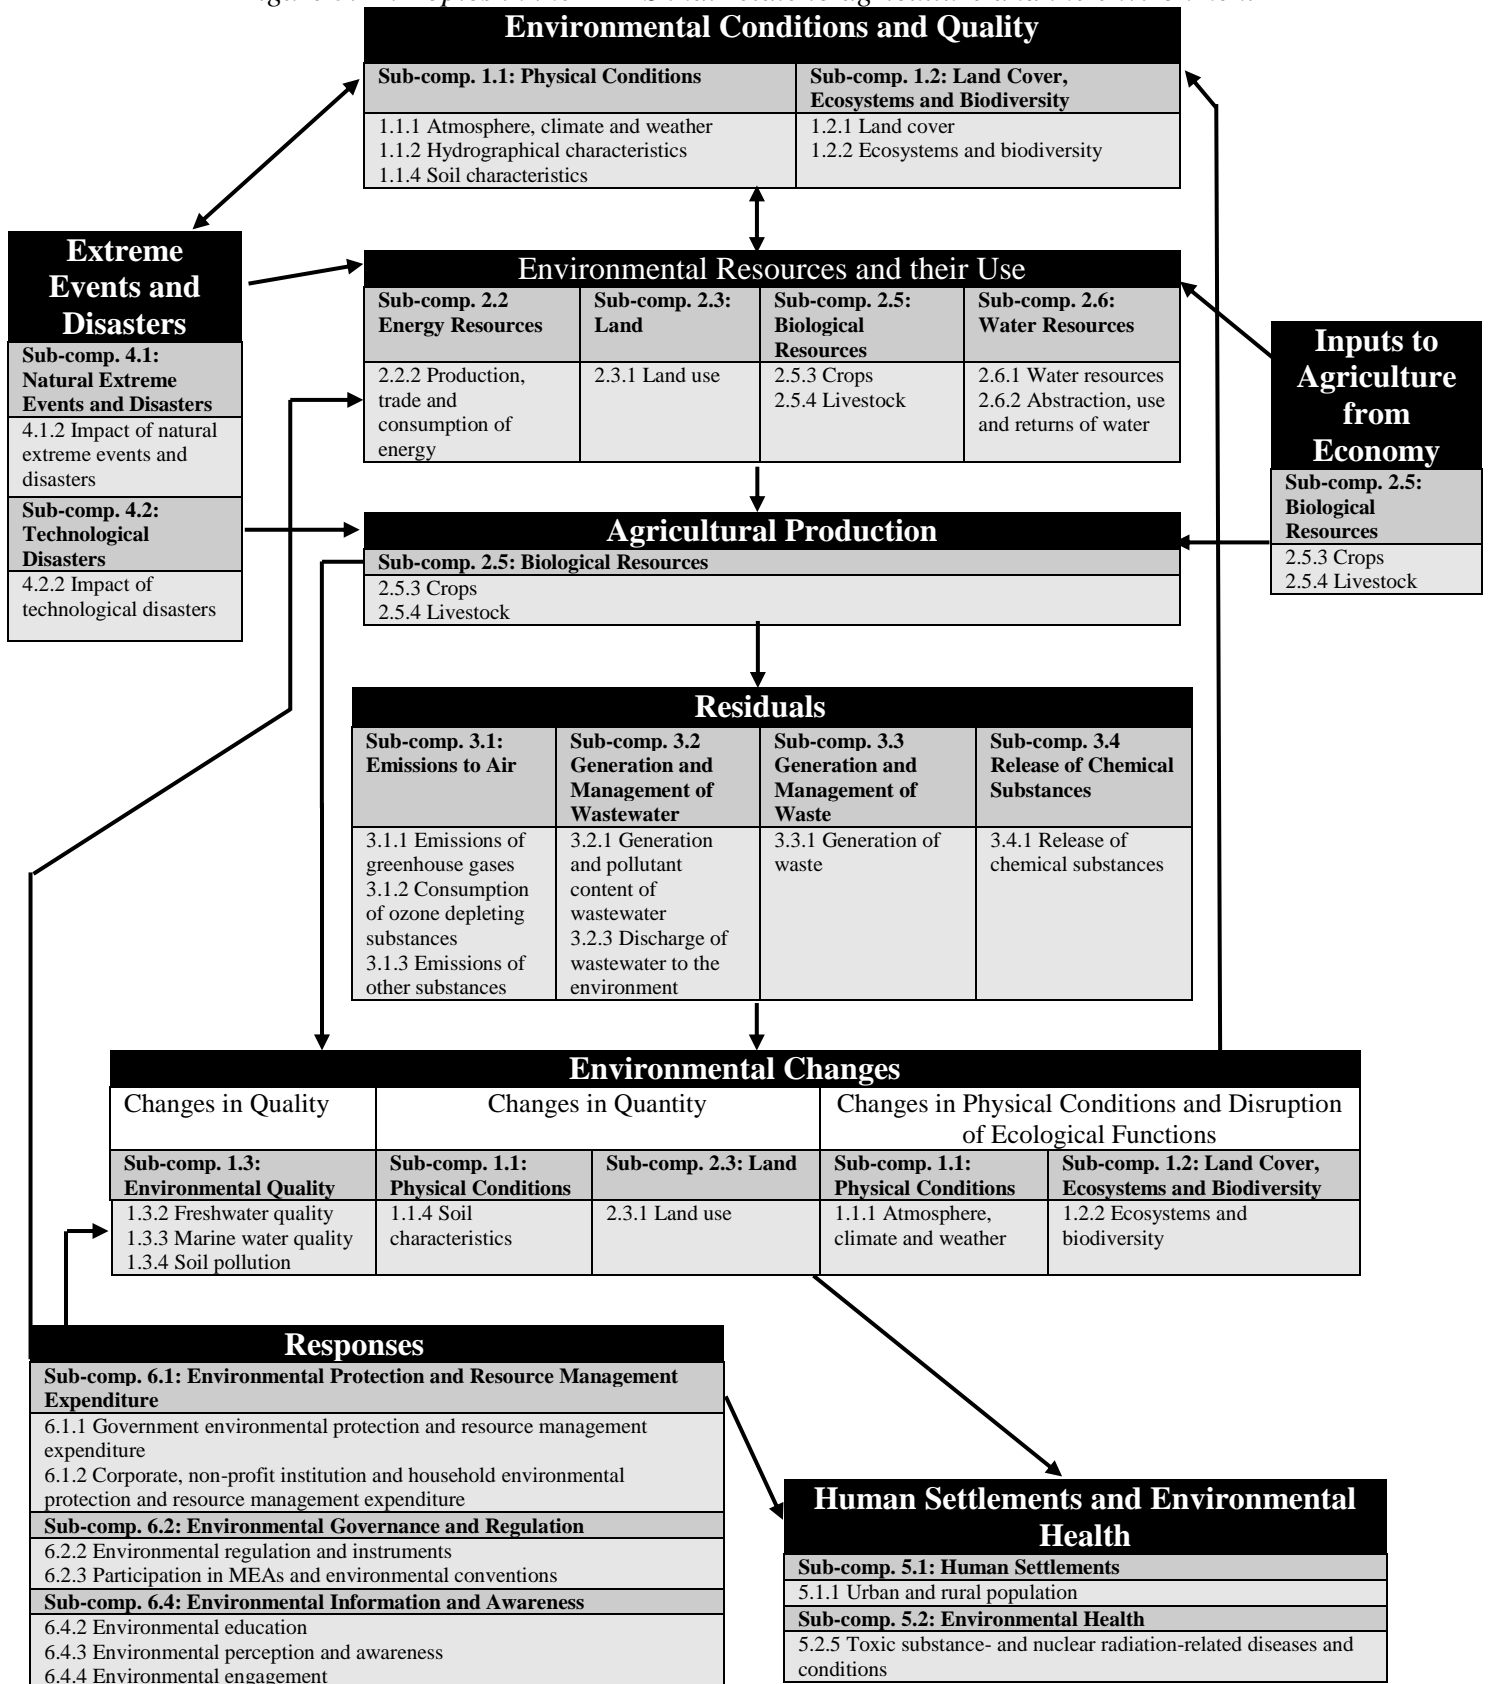 Environmental Conditions and Quality
Sub-comp. 1.1: Physical Conditions
Sub-comp. 1.2: Land Cover,
Ecosystems and Biodiversity
1.1.1 Atmosphere, climate and weather
1.1.2 Hydrographical characteristics
1.1.4 Soil characteristics
1.2.1 Land cover
1.2.2 Ecosystems and biodiversity
Extreme
Events and
Disasters
Sub-comp. 4.1:
Natural Extreme
Events and Disasters
4.1.2 Impact of natural
extreme events and
disasters
Sub-comp. 4.2:
Technological
Disasters
4.2.2 Impact of
technological disasters
Environmental Resources and their Use
Sub-comp. 2.2
Energy Resources
Sub-comp. 2.3:
Land
Sub-comp. 2.5:
Biological
Resources
Sub-comp. 2.6:
Water Resources
2.2.2 Production,
trade and
consumption of
energy
2.3.1 Land use
2.5.3 Crops
2.5.4 Livestock
2.6.1 Water resources
2.6.2 Abstraction, use
and returns of water
Inputs to
Agriculture
from
Economy
Sub-comp. 2.5:
Biological
Resources
2.5.3 Crops
2.5.4 Livestock
Agricultural Production
Sub-comp. 2.5: Biological Resources
2.5.3 Crops
2.5.4 Livestock
Residuals
Sub-comp. 3.1:
Emissions to Air
Sub-comp. 3.2
Generation and
Management of
Wastewater
Sub-comp. 3.3
Generation and
Management of
Waste
Sub-comp. 3.4
Release of Chemical
Substances
3.1.1 Emissions of
greenhouse gases
3.1.2 Consumption
of ozone depleting
substances
3.1.3 Emissions of
other substances
3.2.1 Generation
and pollutant
content of
wastewater
3.2.3 Discharge of
wastewater to the
environment
3.3.1 Generation of
waste
3.4.1 Release of
chemical substances
Environmental Changes
Changes in Quality
Changes in Quantity
Changes in Physical Conditions and Disruption
of Ecological Functions
Sub-comp. 1.3:
Environmental Quality
Sub-comp. 1.1:
Physical Conditions
Sub-comp. 2.3: Land
Sub-comp. 1.1:
Physical Conditions
Sub-comp. 1.2: Land Cover,
Ecosystems and Biodiversity
1.3.2 Freshwater quality
1.3.3 Marine water quality
1.3.4 Soil pollution
1.1.4 Soil
characteristics
2.3.1 Land use
1.1.1 Atmosphere,
climate and weather
1.2.2 Ecosystems and
biodiversity
Responses
Sub-comp. 6.1: Environmental Protection and Resource Management
Expenditure
6.1.1 Government environmental protection and resource management
expenditure
6.1.2 Corporate, non-profit institution and household environmental
protection and resource management expenditure
Sub-comp. 6.2: Environmental Governance and Regulation
6.2.2 Environmental regulation and instruments
6.2.3 Participation in MEAs and environmental conventions
Sub-comp. 6.4: Environmental Information and Awareness
6.4.2 Environmental education
6.4.3 Environmental perception and awareness
6.4.4 Environmental engagement
Human Settlements and Environmental
Health
Sub-comp. 5.1: Human Settlements
5.1.1 Urban and rural population
Sub-comp. 5.2: Environmental Health
5.2.5 Toxic substance- and nuclear radiation-related diseases and
conditions